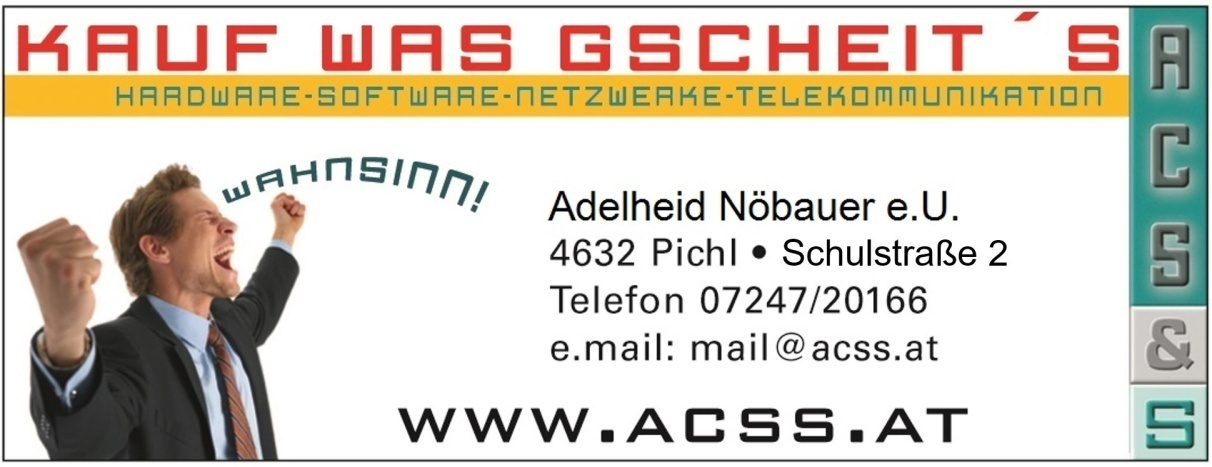 KAUF WAS GSCHEIT´S
HARDWARE-SOFTWARE-NETZWERKE-TELEKOMMUNIKATION
WAHNSINN!
Adelheid Nöbauer e.U.
4632 Pichl • Schulstraße 2
Telefon 07247/20166
e.mail: mail@acss.at
WWW.ACSS.AT
ACS&S